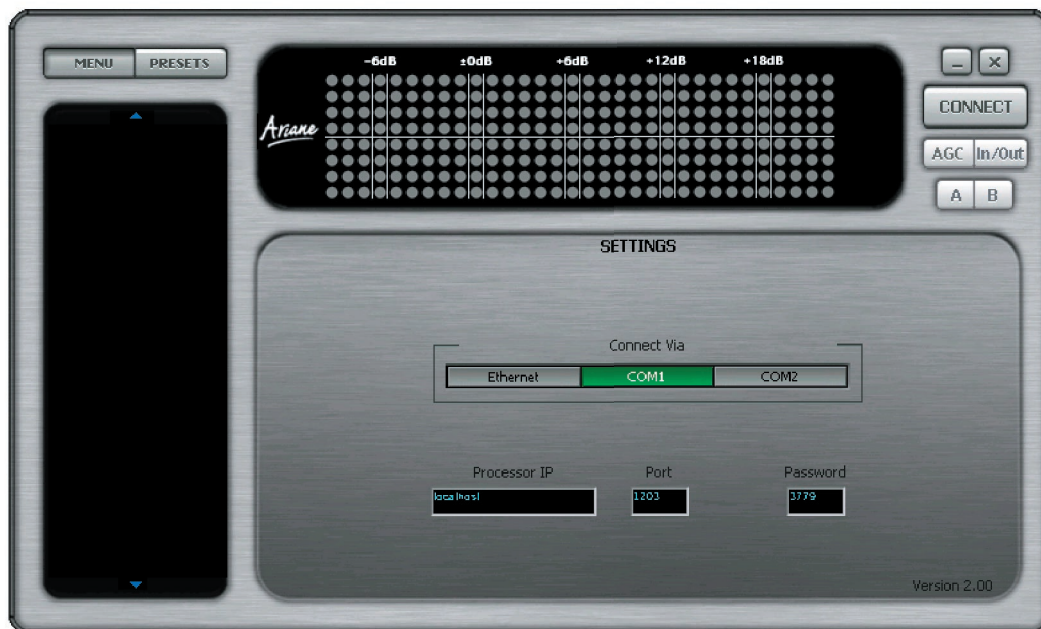 MENU PRESETS
-6dB ±0dB +6dB +12dB +18dB
Ariane
CONNECT
AGC In/Out
A B
SETTINGS
Connect Via
Ethernet COM1 COM2
Processor IP Port Password
localhost 1203 3779
Version 2.00